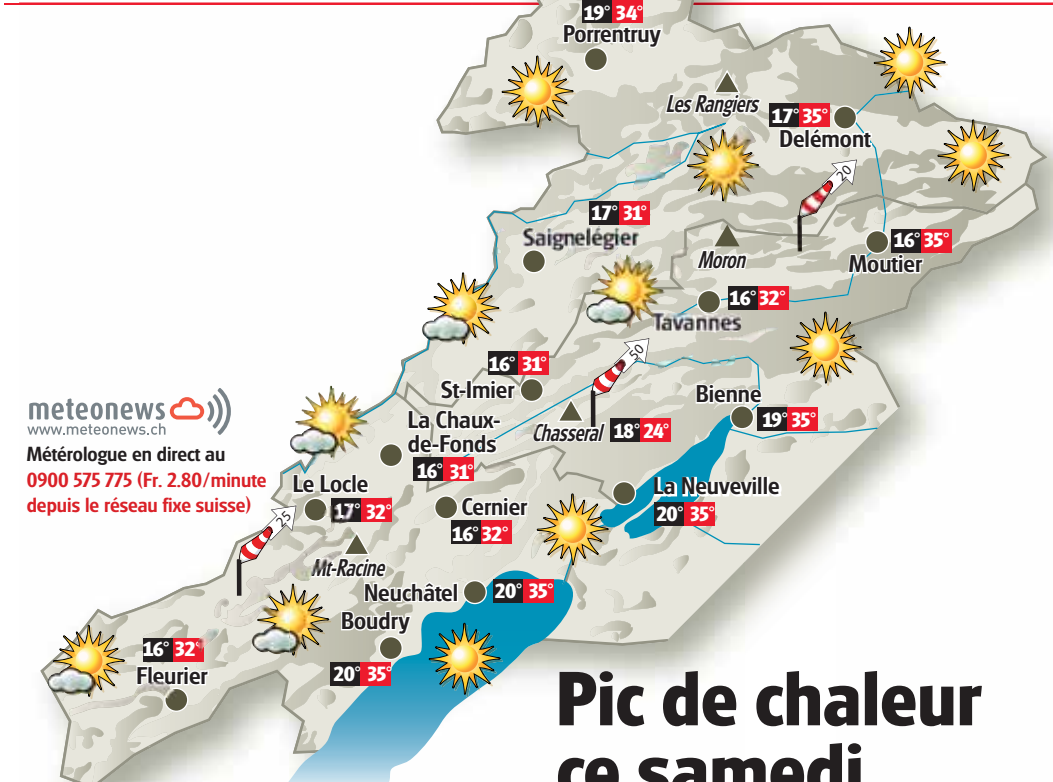 19° 34°
Porrentruy
Les Rangiers
17° 35°
Delémont
20
17° 31°
Saignelégier
Moron
16° 35°
Moutier
16° 32°
Tavannes
50
16° 31°
St-Imier
Bienne
19° 35°
Chasseral 18° 24°
La Chaux-
de-Fonds
16° 31°
meteonews
www.meteonews.ch
Météorologue en direct au
0900 575 775 (Fr. 2.80/minute
depuis le réseau fixe suisse)
Le Locle
17° 32°
25
Cernier
16° 32°
La Neuveville
20° 35°
Mt-Racine
Neuchâtel 20° 35°
Boudry
20° 35°
16° 32°
Fleurier
Pic de chaleur
ce samedi